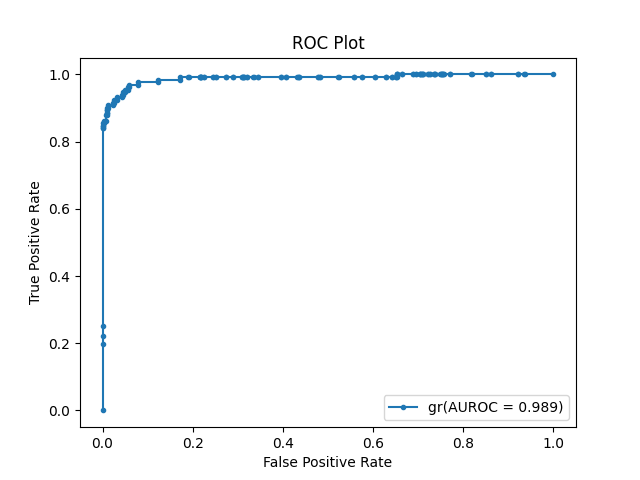 ROC Plot
True Positive Rate
1.0
0.8
0.6
0.4
0.2
0.0
gr(AUROC = 0.989)
0.0 0.2 0.4 0.6 0.8 1.0
False Positive Rate